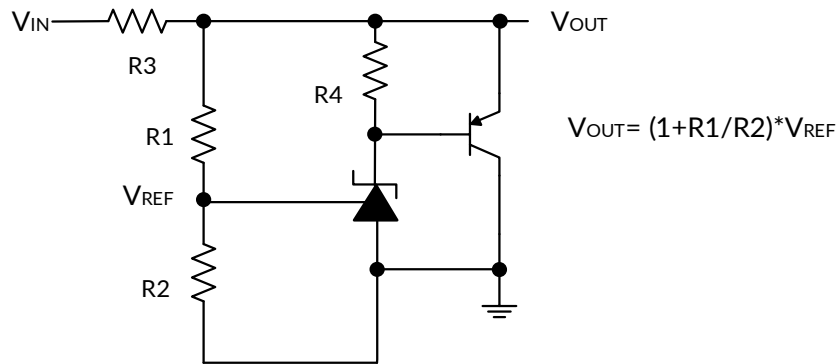 VIN
VOUT
R3
R4
R1
VOUT= (1+R1/R2)*VREF
VREF
R2